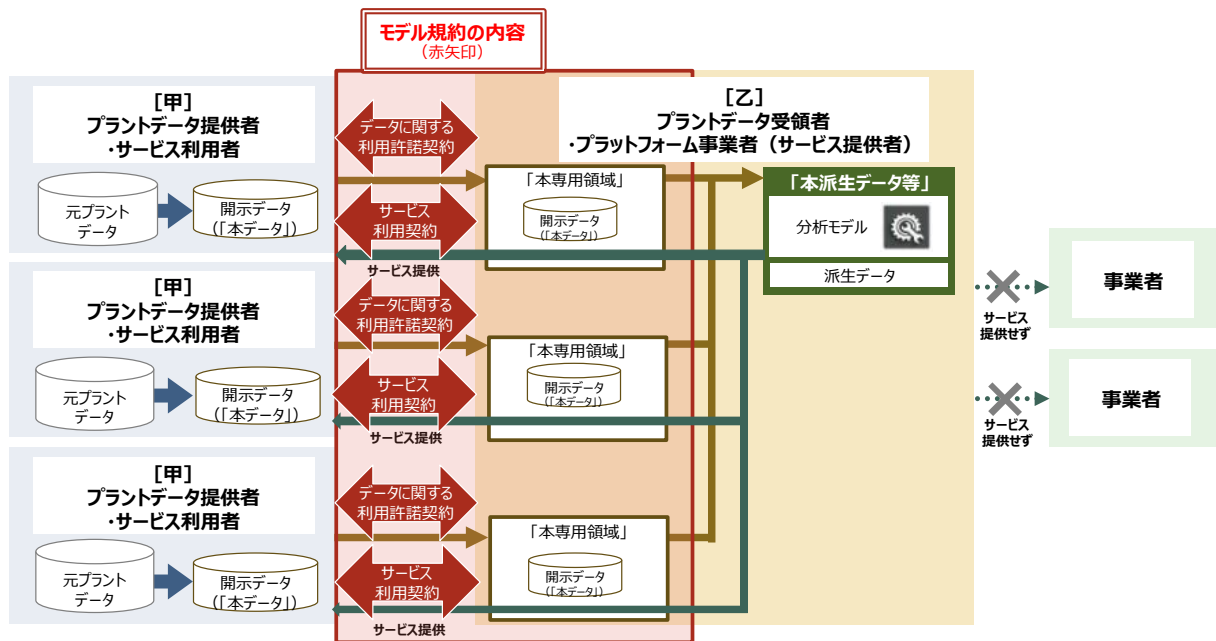 モデル規約の内容
（赤矢印）
［甲］
プラントデータ提供者
・サービス利用者
元プラント
データ
開示データ
（「本データ」）
データに関する
利用許諾契約
サービス
利用契約
サービス提供
「本専用領域」
開示データ
（「本データ」）
［乙］
プラントデータ受領者
・プラットフォーム事業者（サービス提供者）
「本派生データ等」
分析モデル
派生データ
［甲］
プラントデータ提供者
・サービス利用者
元プラント
データ
開示データ
（「本データ」）
データに関する
利用許諾契約
サービス
利用契約
サービス提供
「本専用領域」
開示データ
（「本データ」）
サービス
提供せず
事業者
サービス
提供せず
事業者
［甲］
プラントデータ提供者
・サービス利用者
元プラント
データ
開示データ
（「本データ」）
データに関する
利用許諾契約
サービス
利用契約
サービス提供
「本専用領域」
開示データ
（「本データ」）